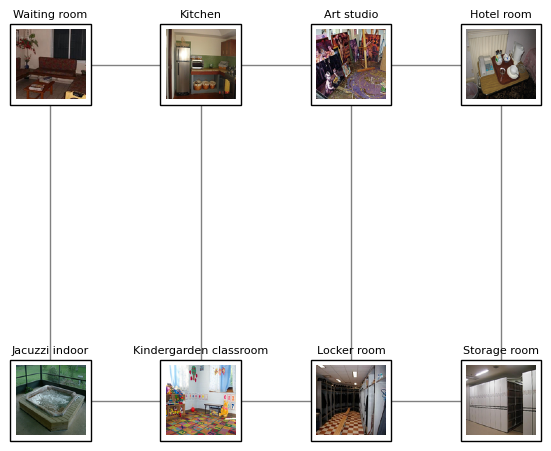 Waiting room
Kitchen
Art studio
Hotel room
Jacuzzi indoor
Kindergarden classroom
Locker room
Storage room